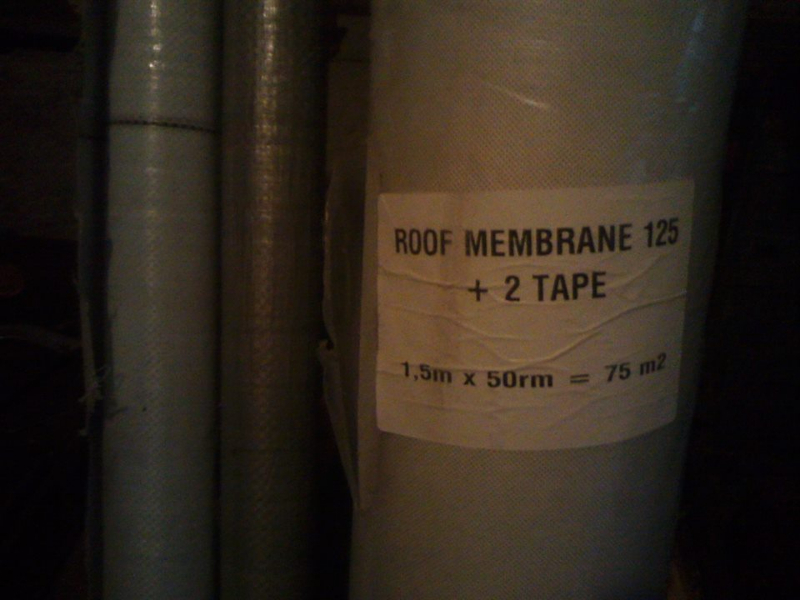 ROOF MEMBRANE 125
+ 2 TAPE
1,5m x 50rm = 75 m2